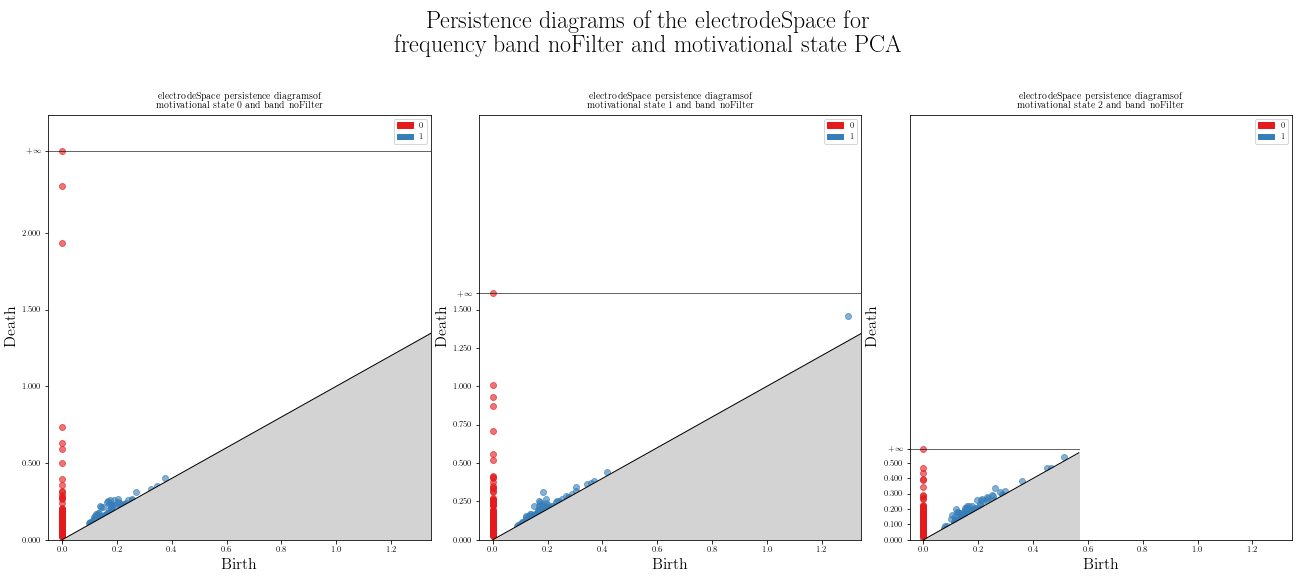 Persistence diagrams of the electrodeSpace for
frequency band noFilter and motivational state PCA
electrodeSpace persistence diagramsof
motivational state 0 and band noFilter
0
1
+∞
2.000
1.500
1.000
0.500
0.000
Death
0.0 0.2 0.4 0.6 0.8 1.0 1.2
Birth
electrodeSpace persistence diagramsof
motivational state 1 and band noFilter
0
1
+∞
1.500
1.250
1.000
0.750
0.500
0.250
0.000
Death
0.0 0.2 0.4 0.6 0.8 1.0 1.2
Birth
electrodeSpace persistence diagramsof
motivational state 2 and band noFilter
0
1
+∞
0.500
0.400
0.300
0.200
0.100
0.000
Death
0.0 0.2 0.4 0.6 0.8 1.0 1.2
Birth